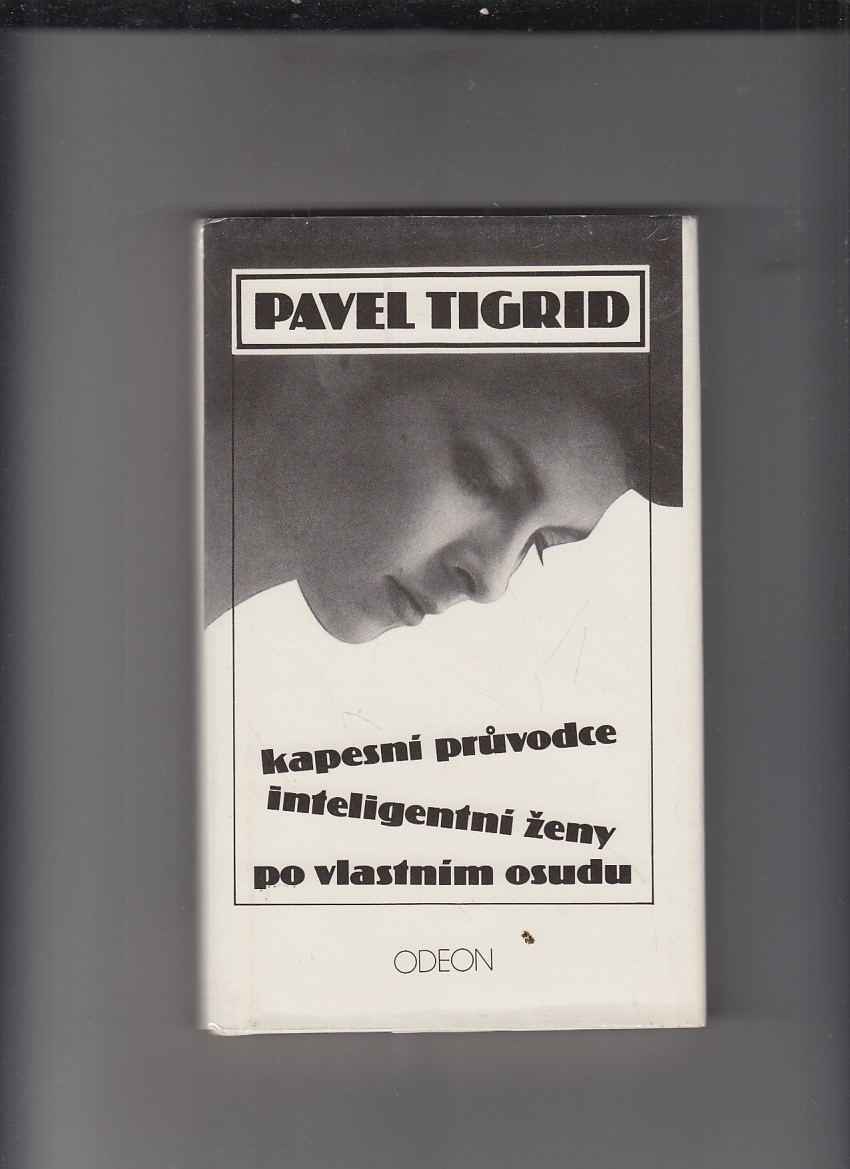 PAVEL TIGRID
kapesní průvodce
inteligentní ženy
po vlastním osudu
ODEON